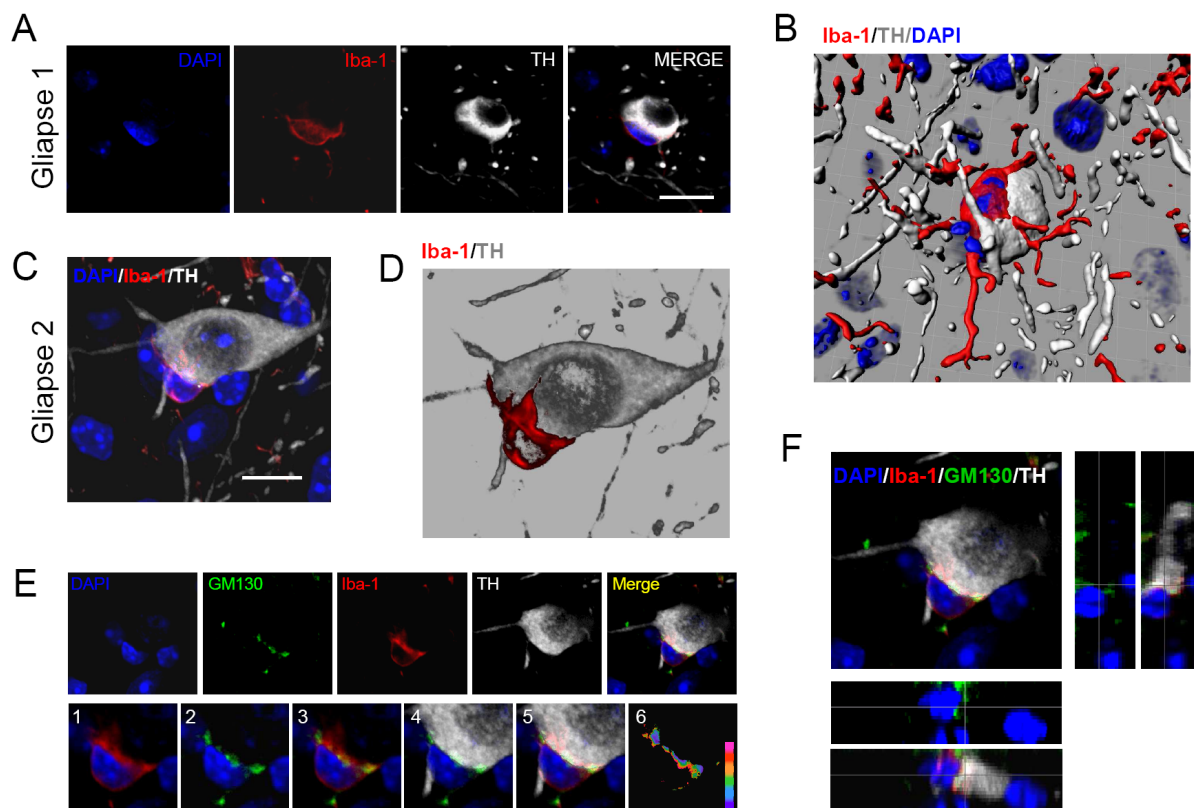 A
Gliapse 1
DAPI
Iba-1
TH
MERGE
B
Iba-1/TH/DAPI
C
Gliapse 2
DAPI/Iba-1/TH
D
Iba-1/TH
E
DAPI
GM130
Iba-1
TH
Merge
1
2
3
4
5
6
F
DAPI/Iba-1/GM130/TH